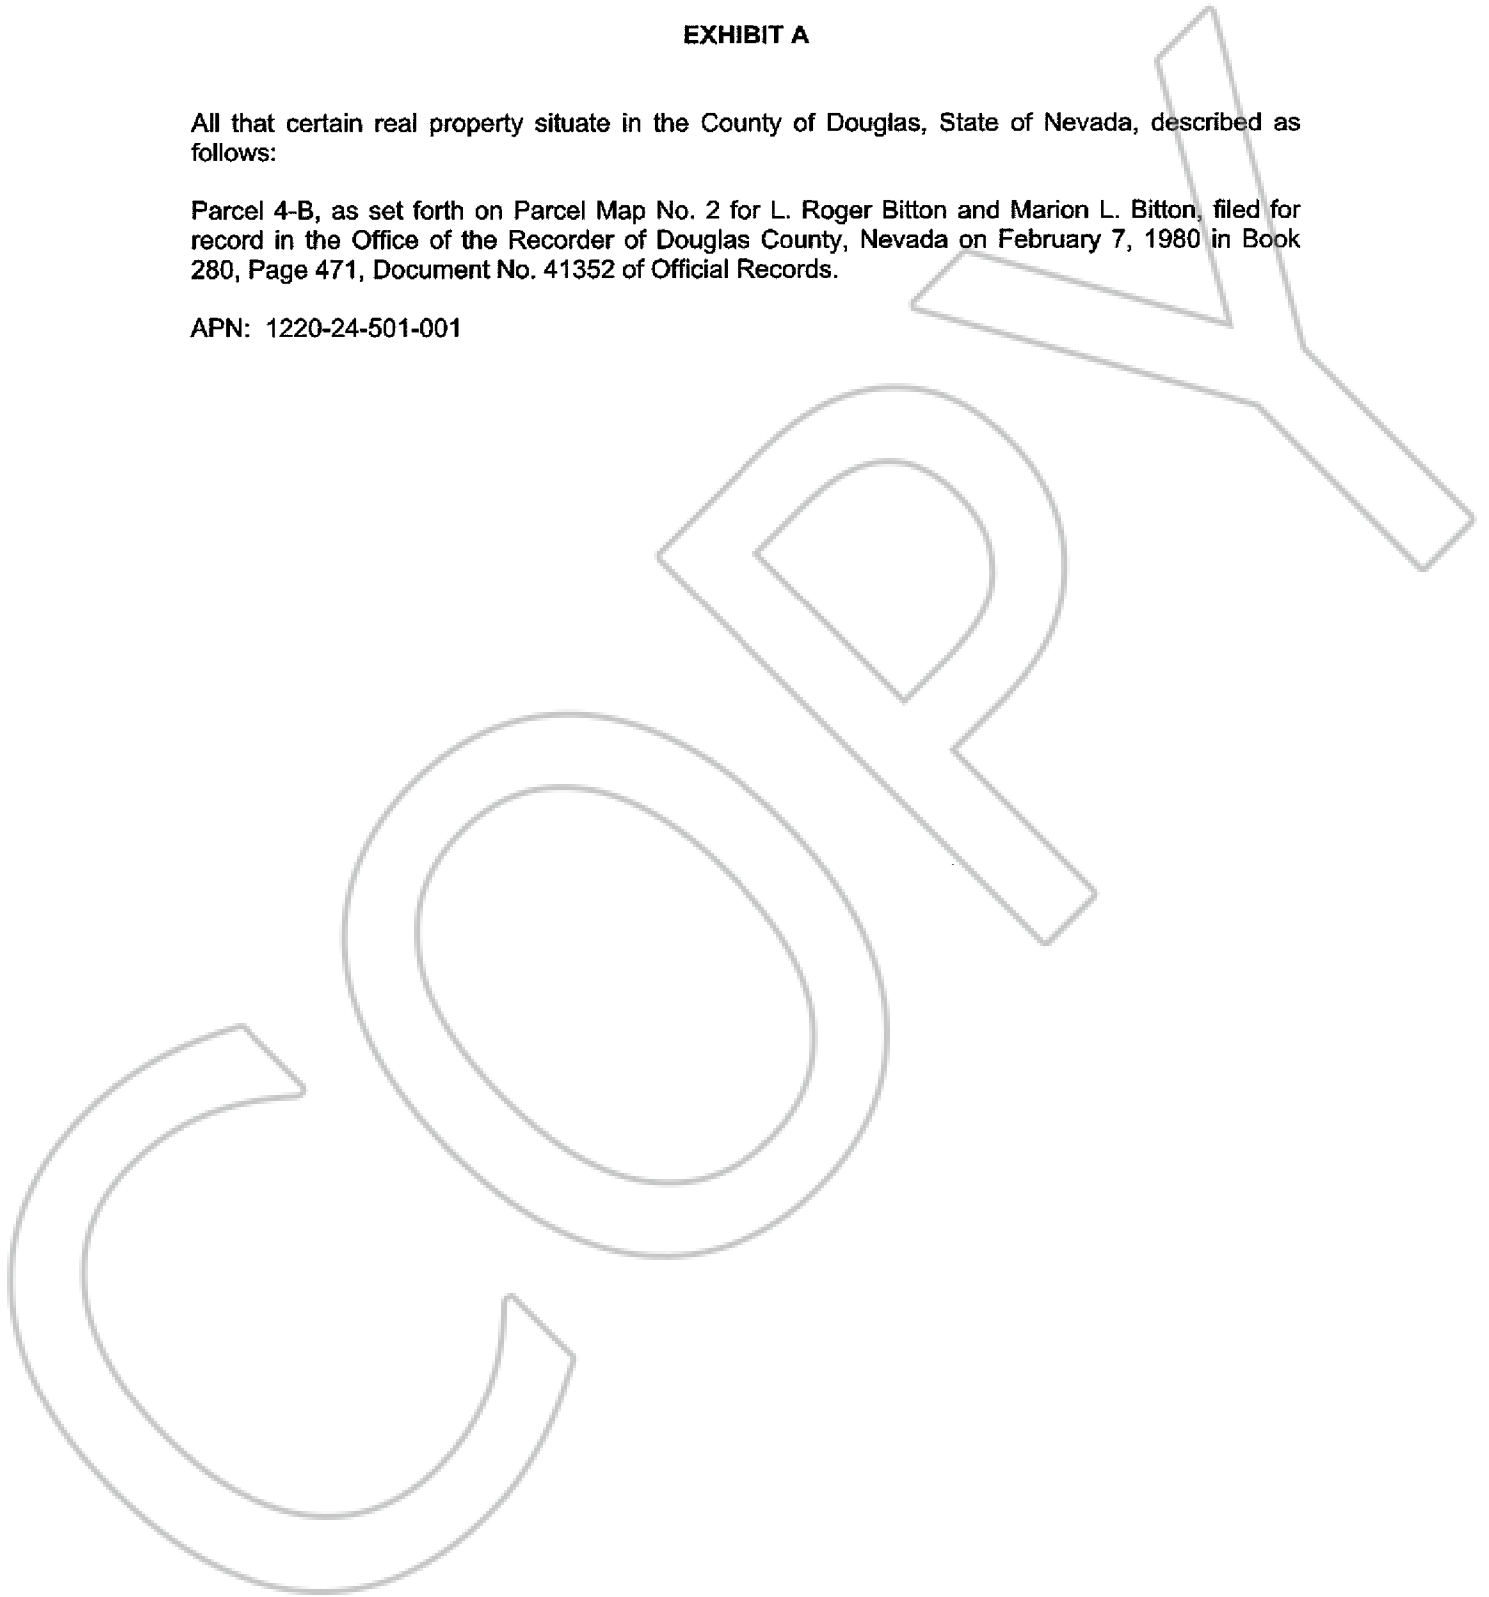 EXHIBIT A
All that certain real property situate in the County of Douglas, State of Nevada, described as
follows:
Parcel 4-B, as set forth on Parcel Map No. 2 for L. Roger Bitton and Marion L. Bitton, filed for
record in the Office of the Recorder of Douglas County, Nevada on February 7, 1980 in Book
280, Page 471, Document No. 41352 of Official Records.
APN: 1220-24-501-001
COPY